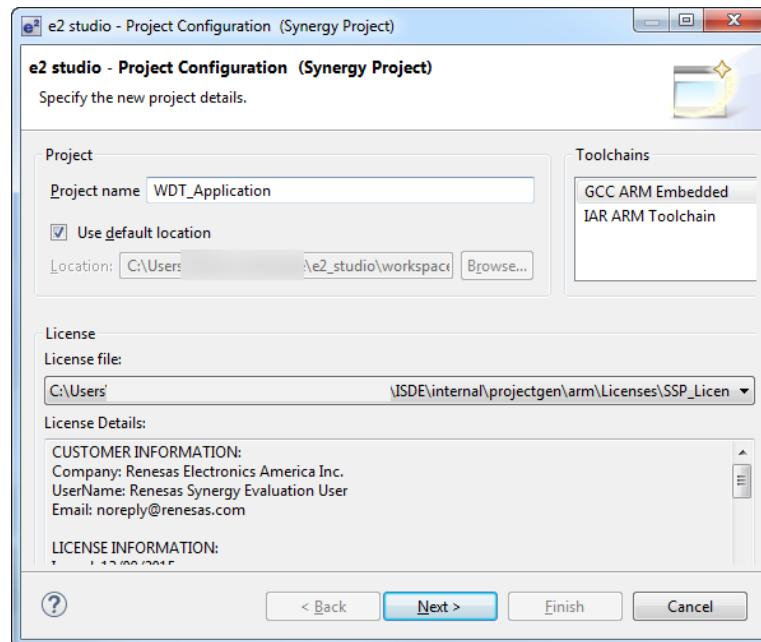 e2 studio - Project Configuration (Synergy Project)
e2 studio - Project Configuration (Synergy Project)
Specify the new project details.
Project
Project name WDT_Application
Use default location
Location: C:\Users \e2_studio\workspace Browse...
Toolchains
GCC ARM Embedded
IAR ARM Toolchain
License
License file:
C:\Users \ISDE\internal\projectgen\arm\Licenses\SSP_Licen
License Details:
CUSTOMER INFORMATION:
Company: Renesas Electronics America Inc.
UserName: Renesas Synergy Evaluation User
Email: noreply@renesas.com
LICENSE INFORMATION:
< Back Next > Finish Cancel